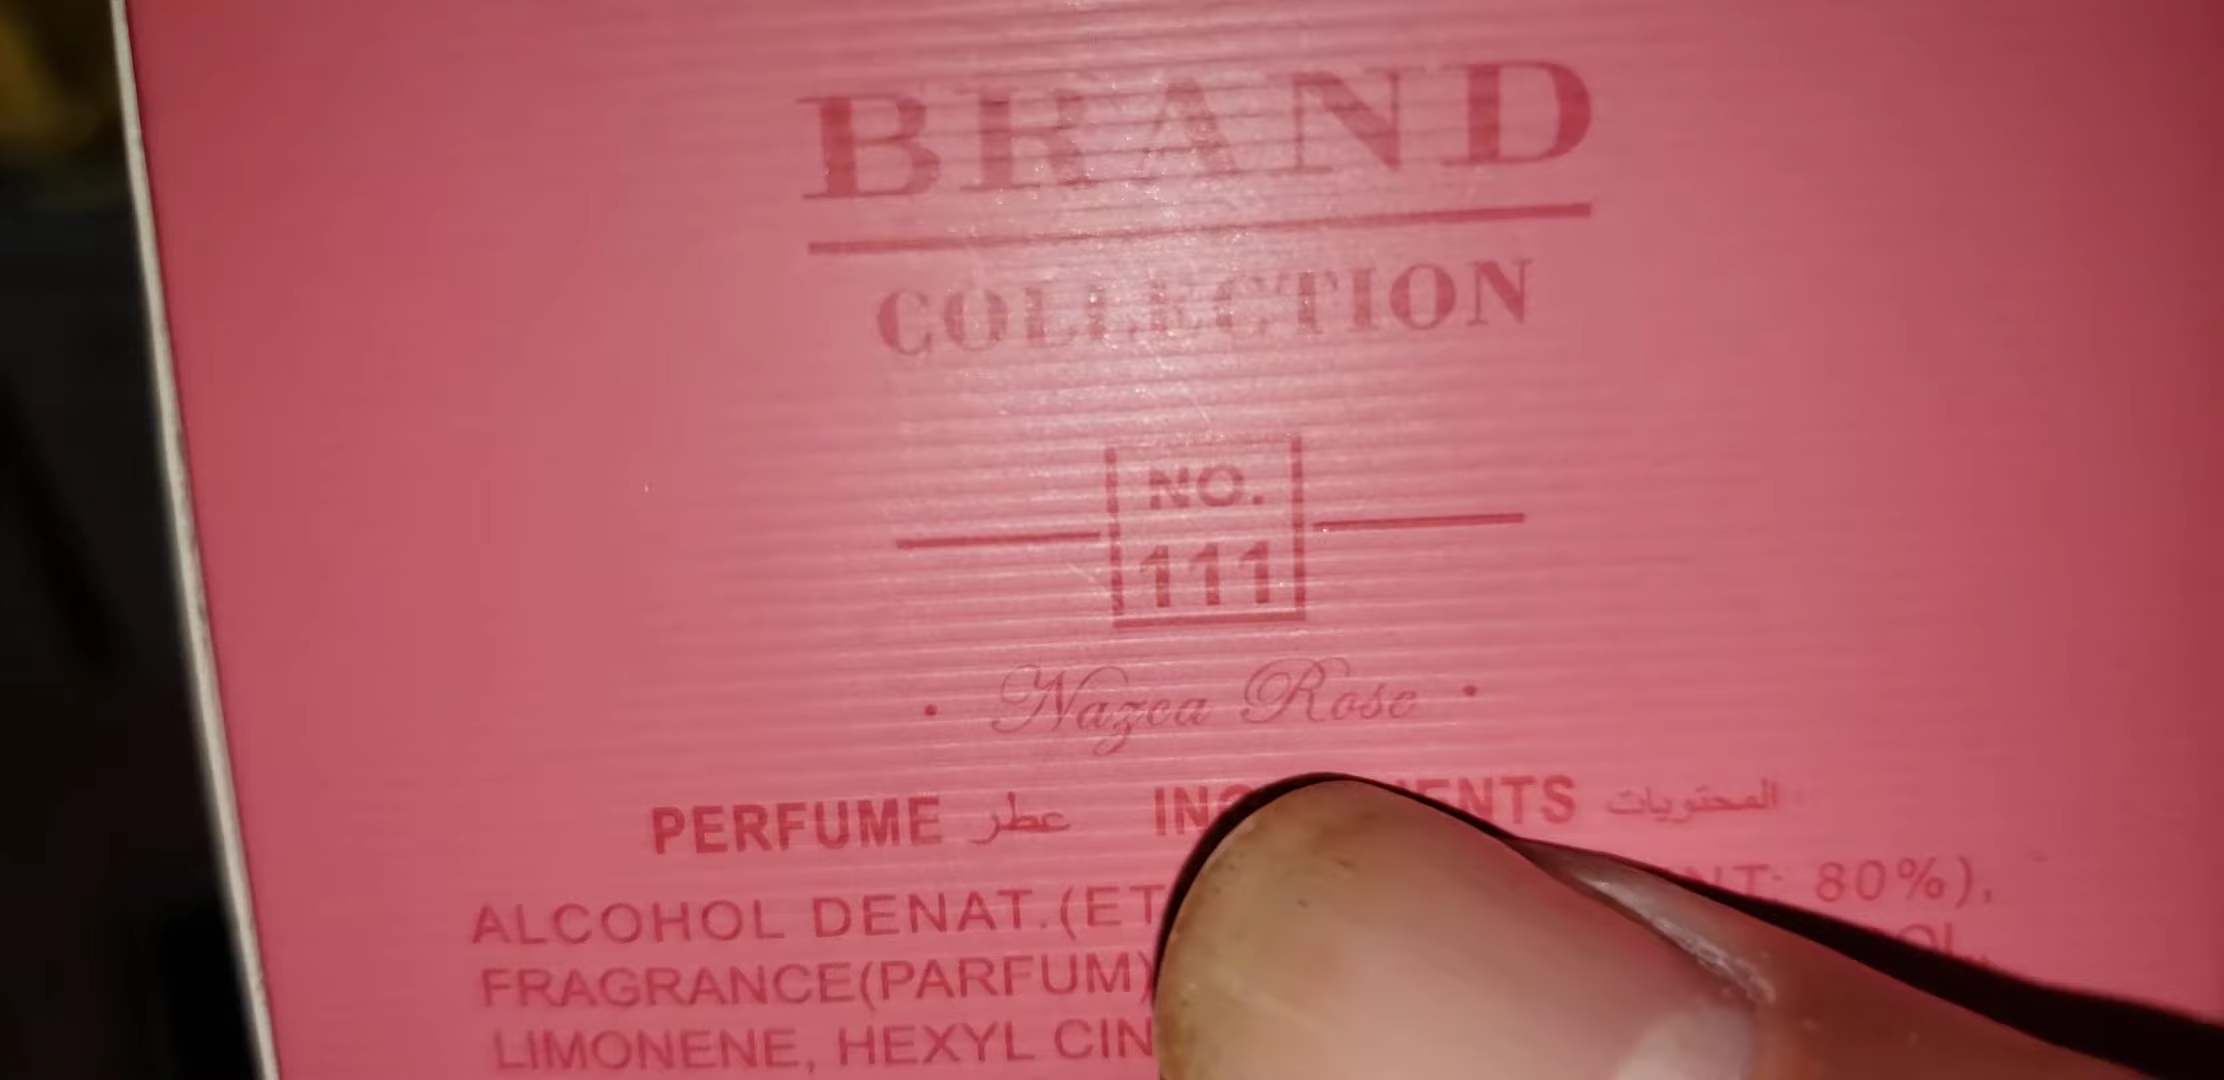 BRAND
COLLECTION
NO.
111
· Nazca Rose ·
PERFUME عطر المحتويات
ALCOHOL DENAT. 80%),
FRAGRANCE(PARFUM)
LIMONENE, HEXYL